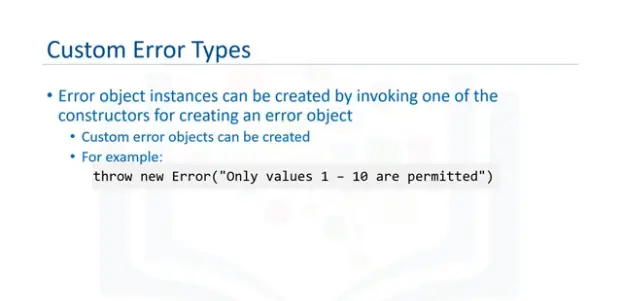 Custom Error Types
• Error object instances can be created by invoking one of the
constructors for creating an error object
• Custom error objects can be created
• For example:
throw new Error("Only values 1 – 10 are permitted")